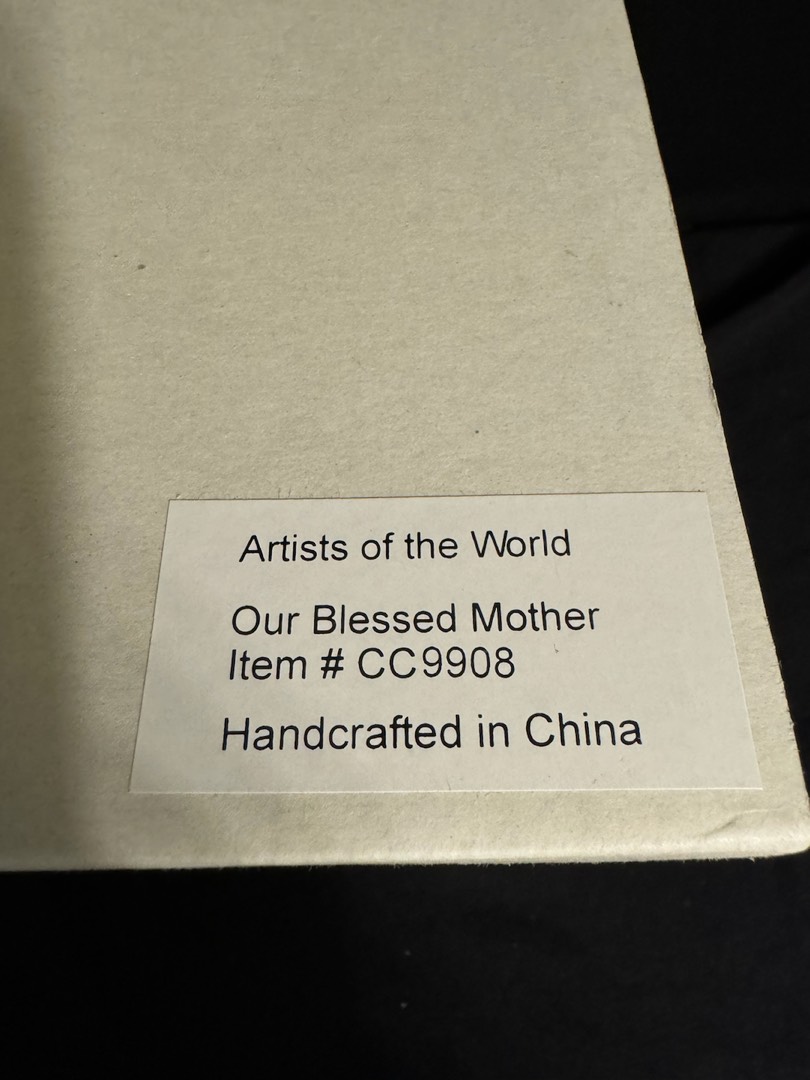 Artists of the World
Our Blessed Mother
Item # CC9908
Handcrafted in China